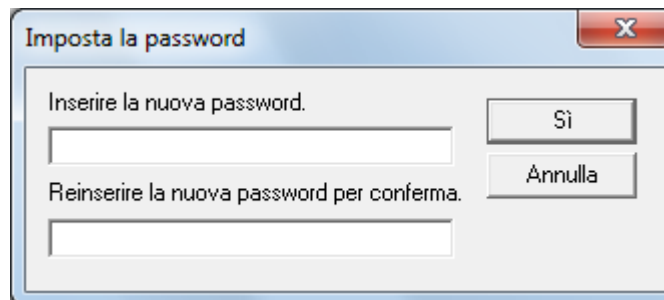 Imposta la password
Inserire la nuova password.
Sì
Annulla
Reinserire la nuova password per conferma.